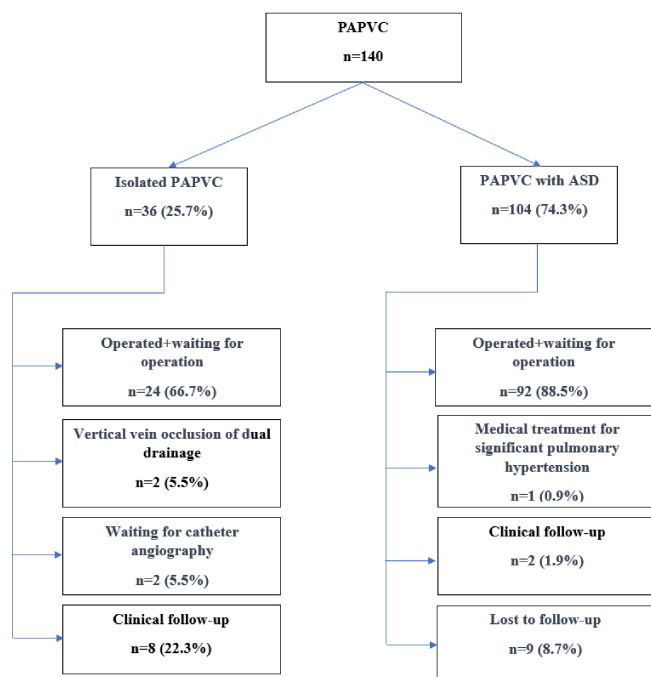 PAPVC
n=140
Isolated PAPVC
n=36 (25.7%)
PAPVC with ASD
n=104 (74.3%)
Operated+waiting for
operation
n=24 (66.7%)
Vertical vein occlusion of dual
drainage
n=2 (5.5%)
Waiting for catheter
angiography
n=2 (5.5%)
Clinical follow-up
n=8 (22.3%)
Operated+waiting for
operation
n=92 (88.5%)
Medical treatment for
significant pulmonary
hypertension
n=1 (0.9%)
Clinical follow-up
n=2 (1.9%)
Lost to follow-up
n=9 (8.7%)